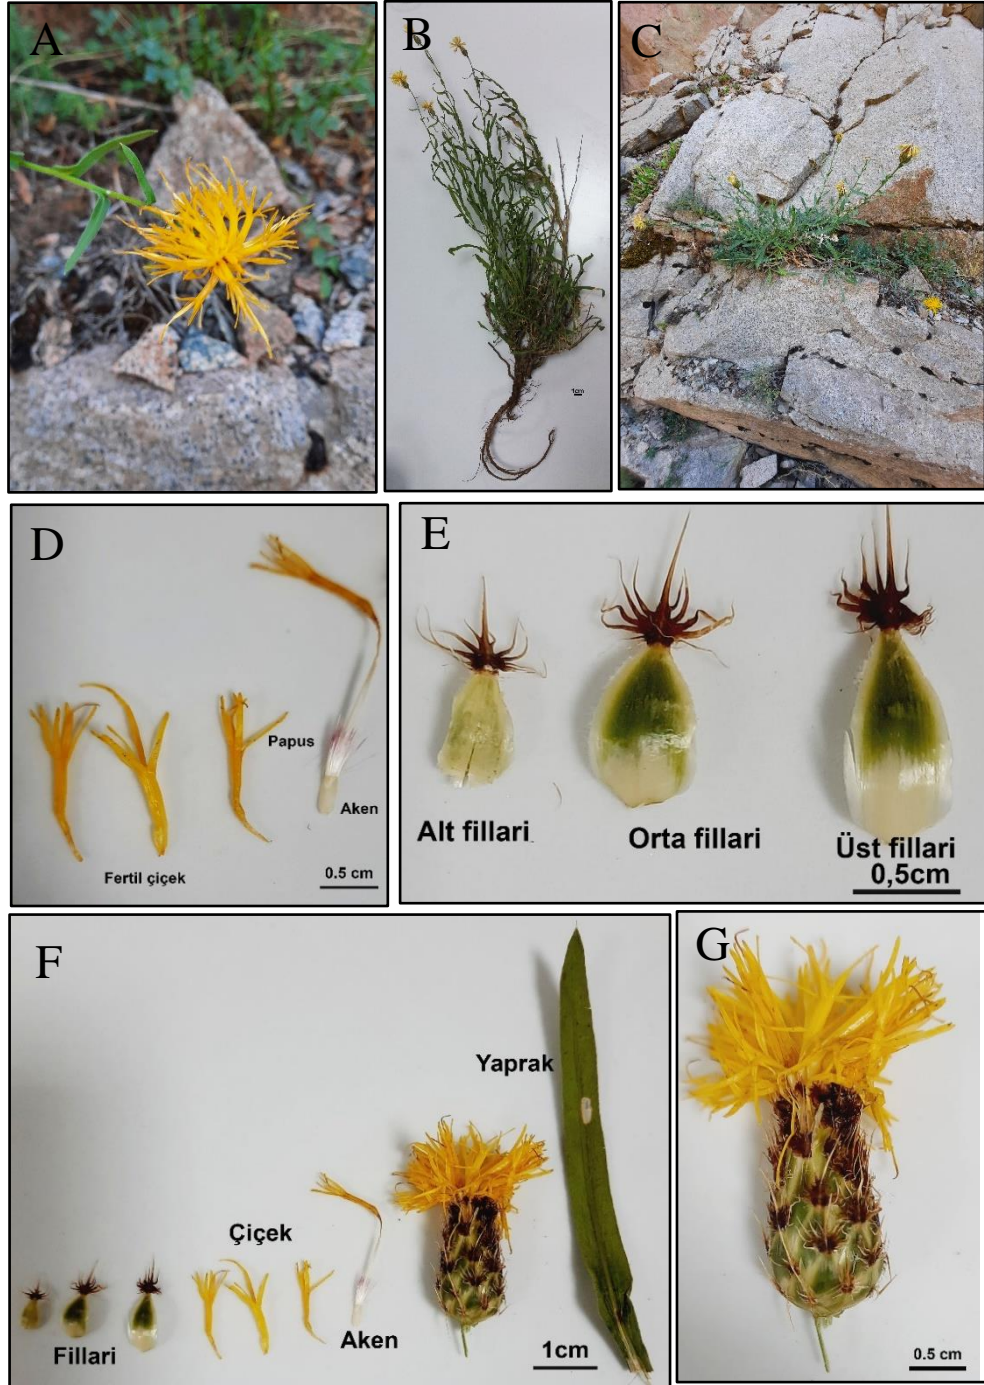 A
B
C
1cm
D
Papus
Aken
Fertil çiçek
0.5 cm
E
Alt fillari
Orta fillari
Üst fillari
0,5cm
F
Yaprak
Çiçek
Fillari
Aken
1cm
G
0.5 cm